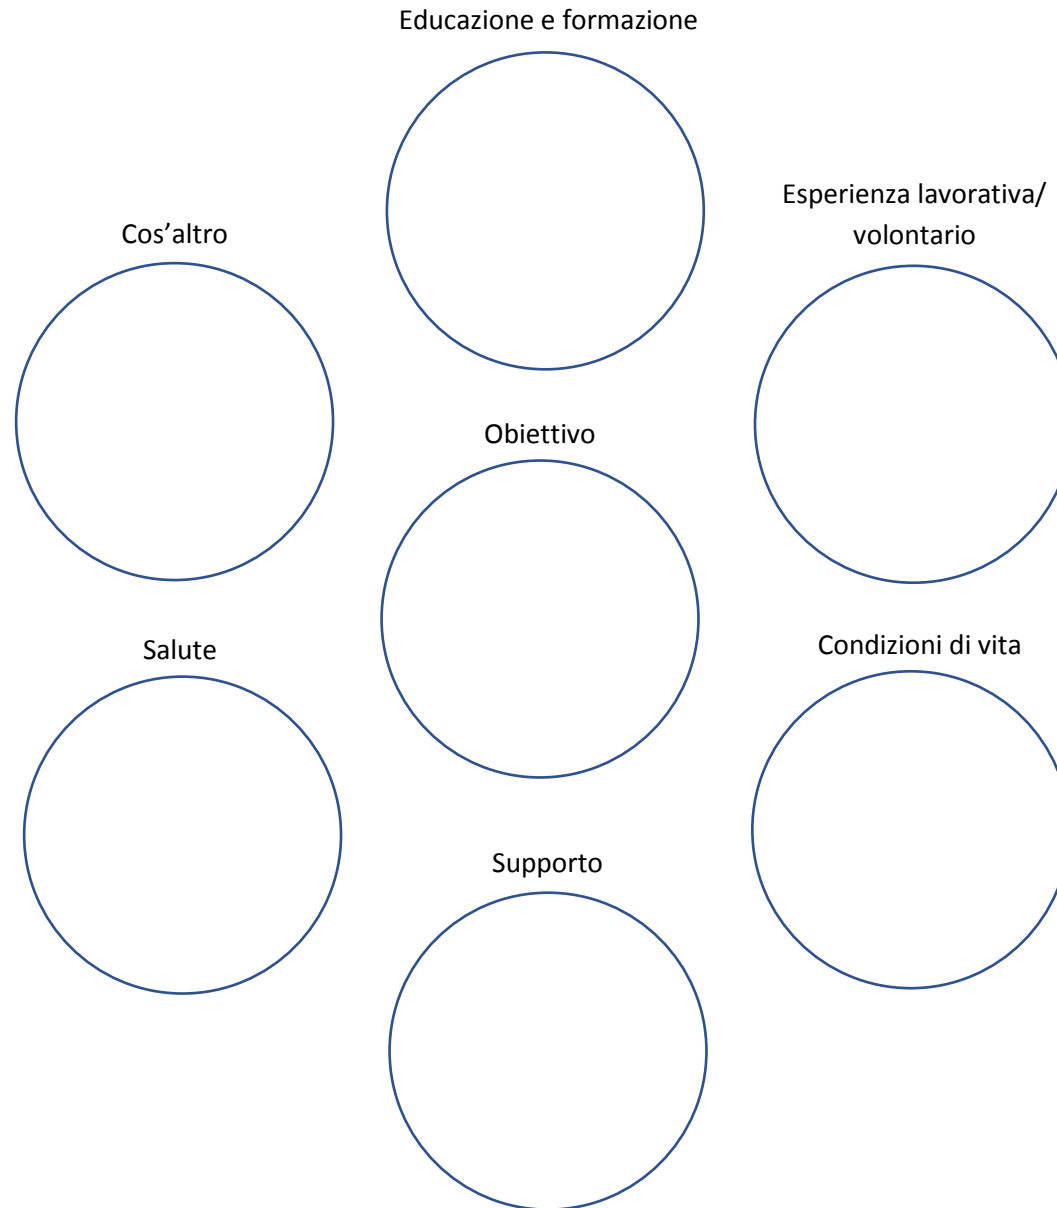 Educazione e formazione
Esperienza lavorativa/
volontario
Cos’altro
Obiettivo
Condizioni di vita
Salute
Supporto